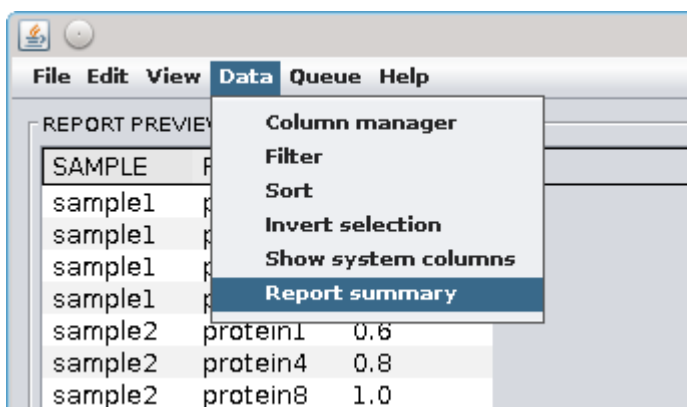 File Edit View Data Queue Help
REPORT PREVIEW
Column manager
Filter
Sort
Invert selection
Show system columns
Report summary
SAMPLE
sample1
sample1
sample1
sample1
sample2 protein1 0.6
sample2 protein4 0.8
sample2 protein8 1.0